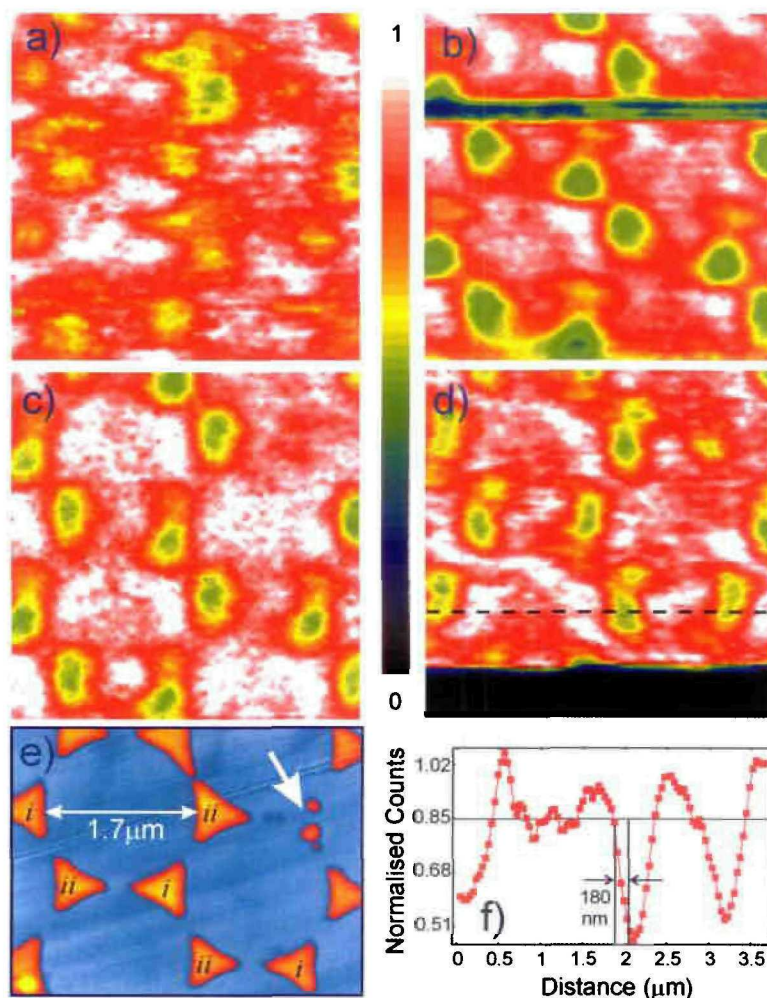 a)
1
b)
c)
d)
0
e)
i
ii
1.7μm
ii
i
ii
i
Normalised Counts
1.02
0.85
0.68
0.51
180
nm
f)
0 0.5 1 1.5 2 2.5 3 3.5
Distance (μm)